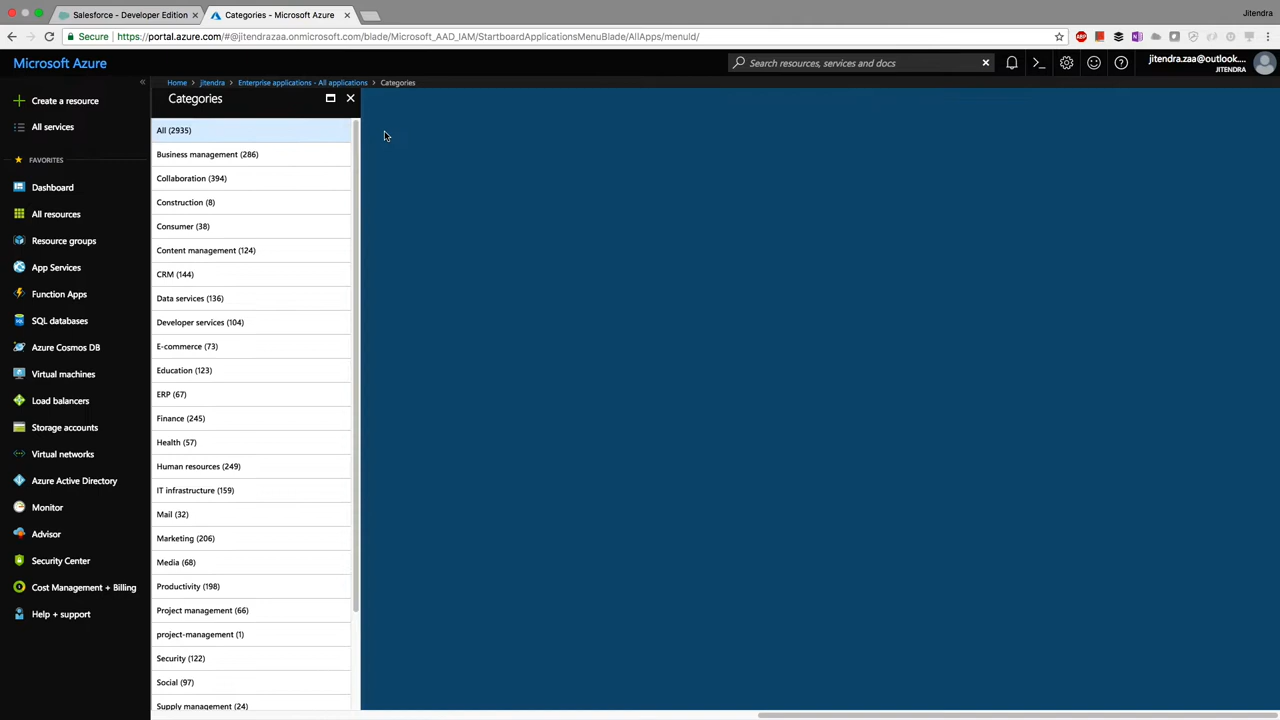 Salesforce - Developer Edition
Categories - Microsoft Azure
Jitendra
Secure
https://portal.azure.com/#@jitendrazaa.onmicrosoft.com/blade/Microsoft_AAD_IAM/StartboardApplicationsMenuBlade/AllApps/menuId/
ABP
Microsoft Azure
Search resources, services and docs
jitendra.zaa@outlook....
JITENDRA
Home
jitendra
Enterprise applications - All applications
Categories
Create a resource
All services
FAVORITES
Dashboard
All resources
Resource groups
App Services
Function Apps
SQL databases
Azure Cosmos DB
Virtual machines
Load balancers
Storage accounts
Virtual networks
Azure Active Directory
Monitor
Advisor
Security Center
Cost Management + Billing
Help + support
Categories
All (2935)
Business management (286)
Collaboration (394)
Construction (8)
Consumer (38)
Content management (124)
CRM (144)
Data services (136)
Developer services (104)
E-commerce (73)
Education (123)
ERP (67)
Finance (245)
Health (57)
Human resources (249)
IT infrastructure (159)
Mail (32)
Marketing (206)
Media (68)
Productivity (198)
Project management (66)
project-management (1)
Security (122)
Social (97)
Supply management (24)